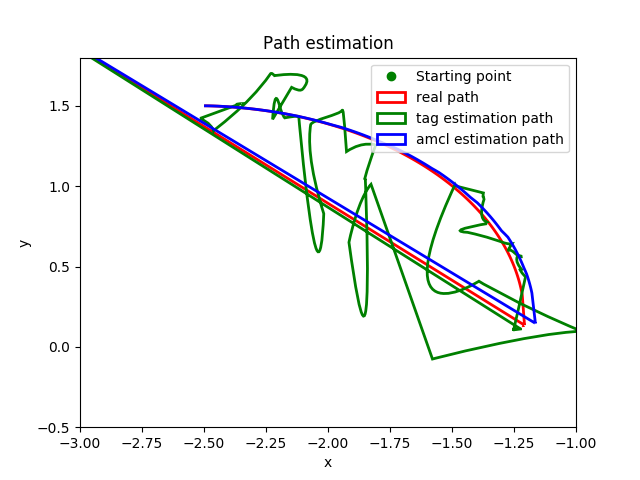 Path estimation
Starting point
real path
tag estimation path
amcl estimation path
y
1.5
1.0
0.5
0.0
−0.5
−3.00 −2.75 −2.50 −2.25 −2.00 −1.75 −1.50 −1.25 −1.00
x